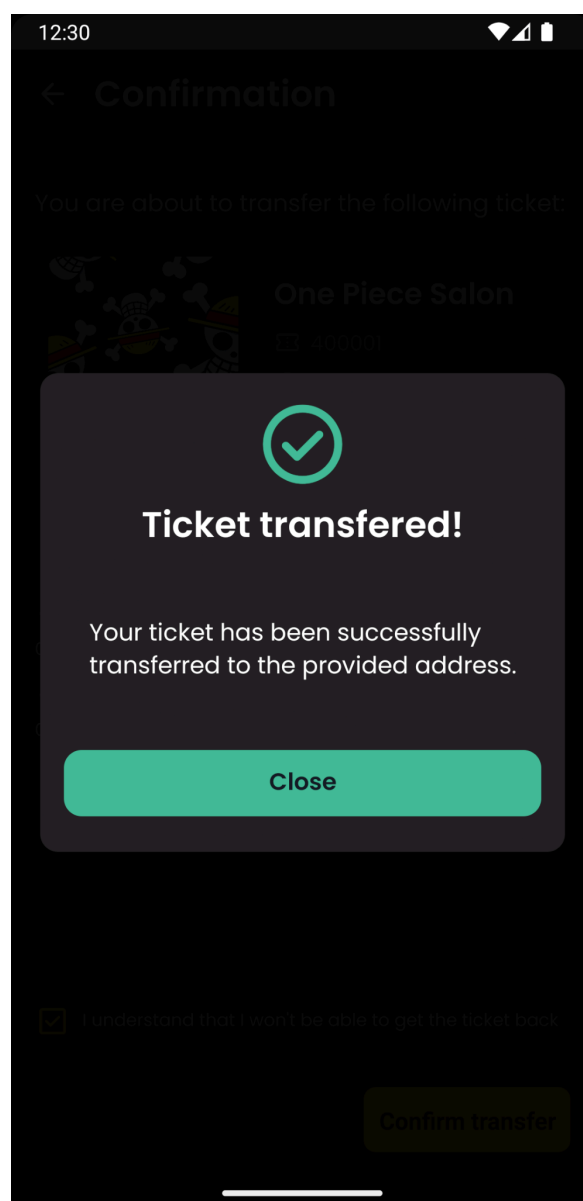 12:30
Confirmation
You are about to transfer the following ticket:
One Piece Salon
400001
Ticket transfered!
Your ticket has been successfully
transferred to the provided address.
Close
I understand that I won't be able to get the ticket back
Confirm transfer